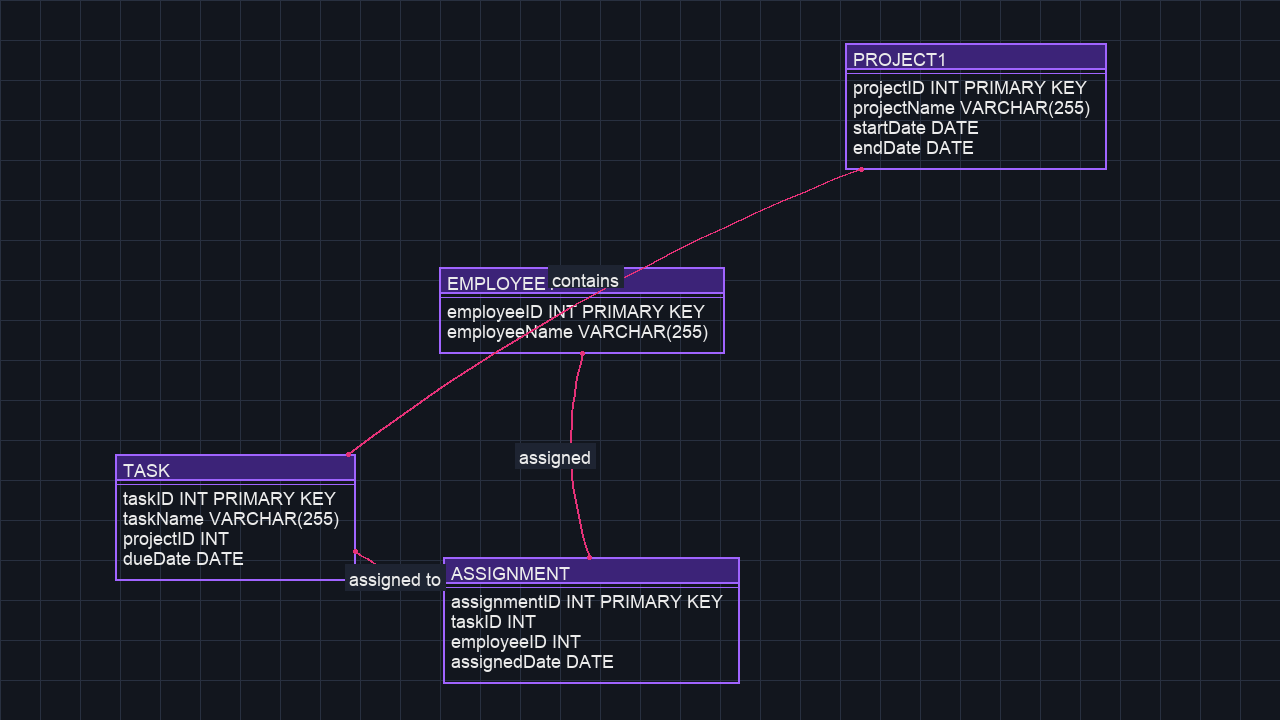 PROJECT1
projectID INT PRIMARY KEY
projectName VARCHAR(255)
startDate DATE
endDate DATE
EMPLOYEE
contains
employeeID INT PRIMARY KEY
employeeName VARCHAR(255)
assigned
TASK
taskID INT PRIMARY KEY
taskName VARCHAR(255)
projectID INT
dueDate DATE
assigned to
ASSIGNMENT
assignmentID INT PRIMARY KEY
taskID INT
employeeID INT
assignedDate DATE